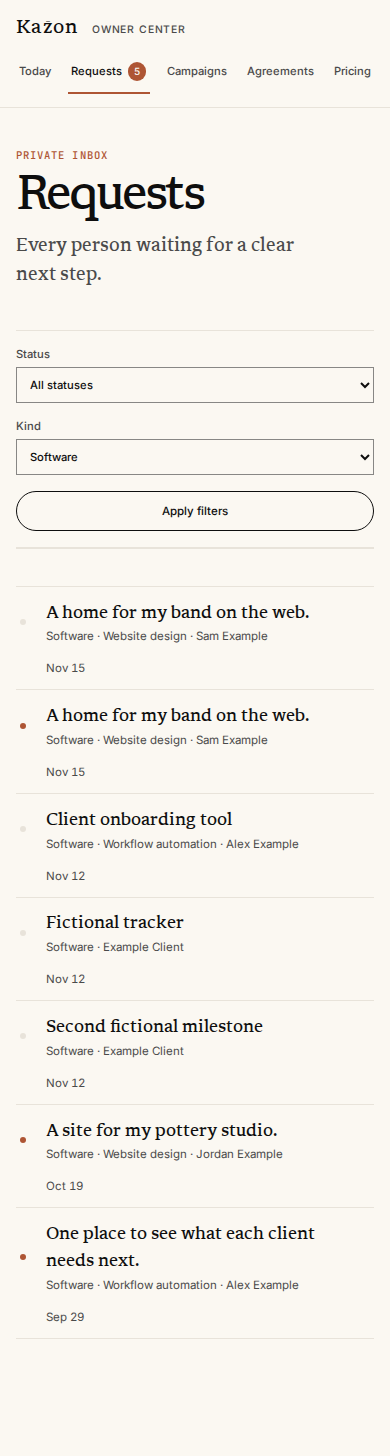 Kažon OWNER CENTER
Today Requests 5 Campaigns Agreements Pricing
PRIVATE INBOX
Requests
Every person waiting for a clear
next step.
Status
All statuses
Kind
Software
Apply filters
A home for my band on the web.
Software · Website design · Sam Example
Nov 15
A home for my band on the web.
Software · Website design · Sam Example
Nov 15
Client onboarding tool
Software · Workflow automation · Alex Example
Nov 12
Fictional tracker
Software · Example Client
Nov 12
Second fictional milestone
Software · Example Client
Nov 12
A site for my pottery studio.
Software · Website design · Jordan Example
Oct 19
One place to see what each client
needs next.
Software · Workflow automation · Alex Example
Sep 29